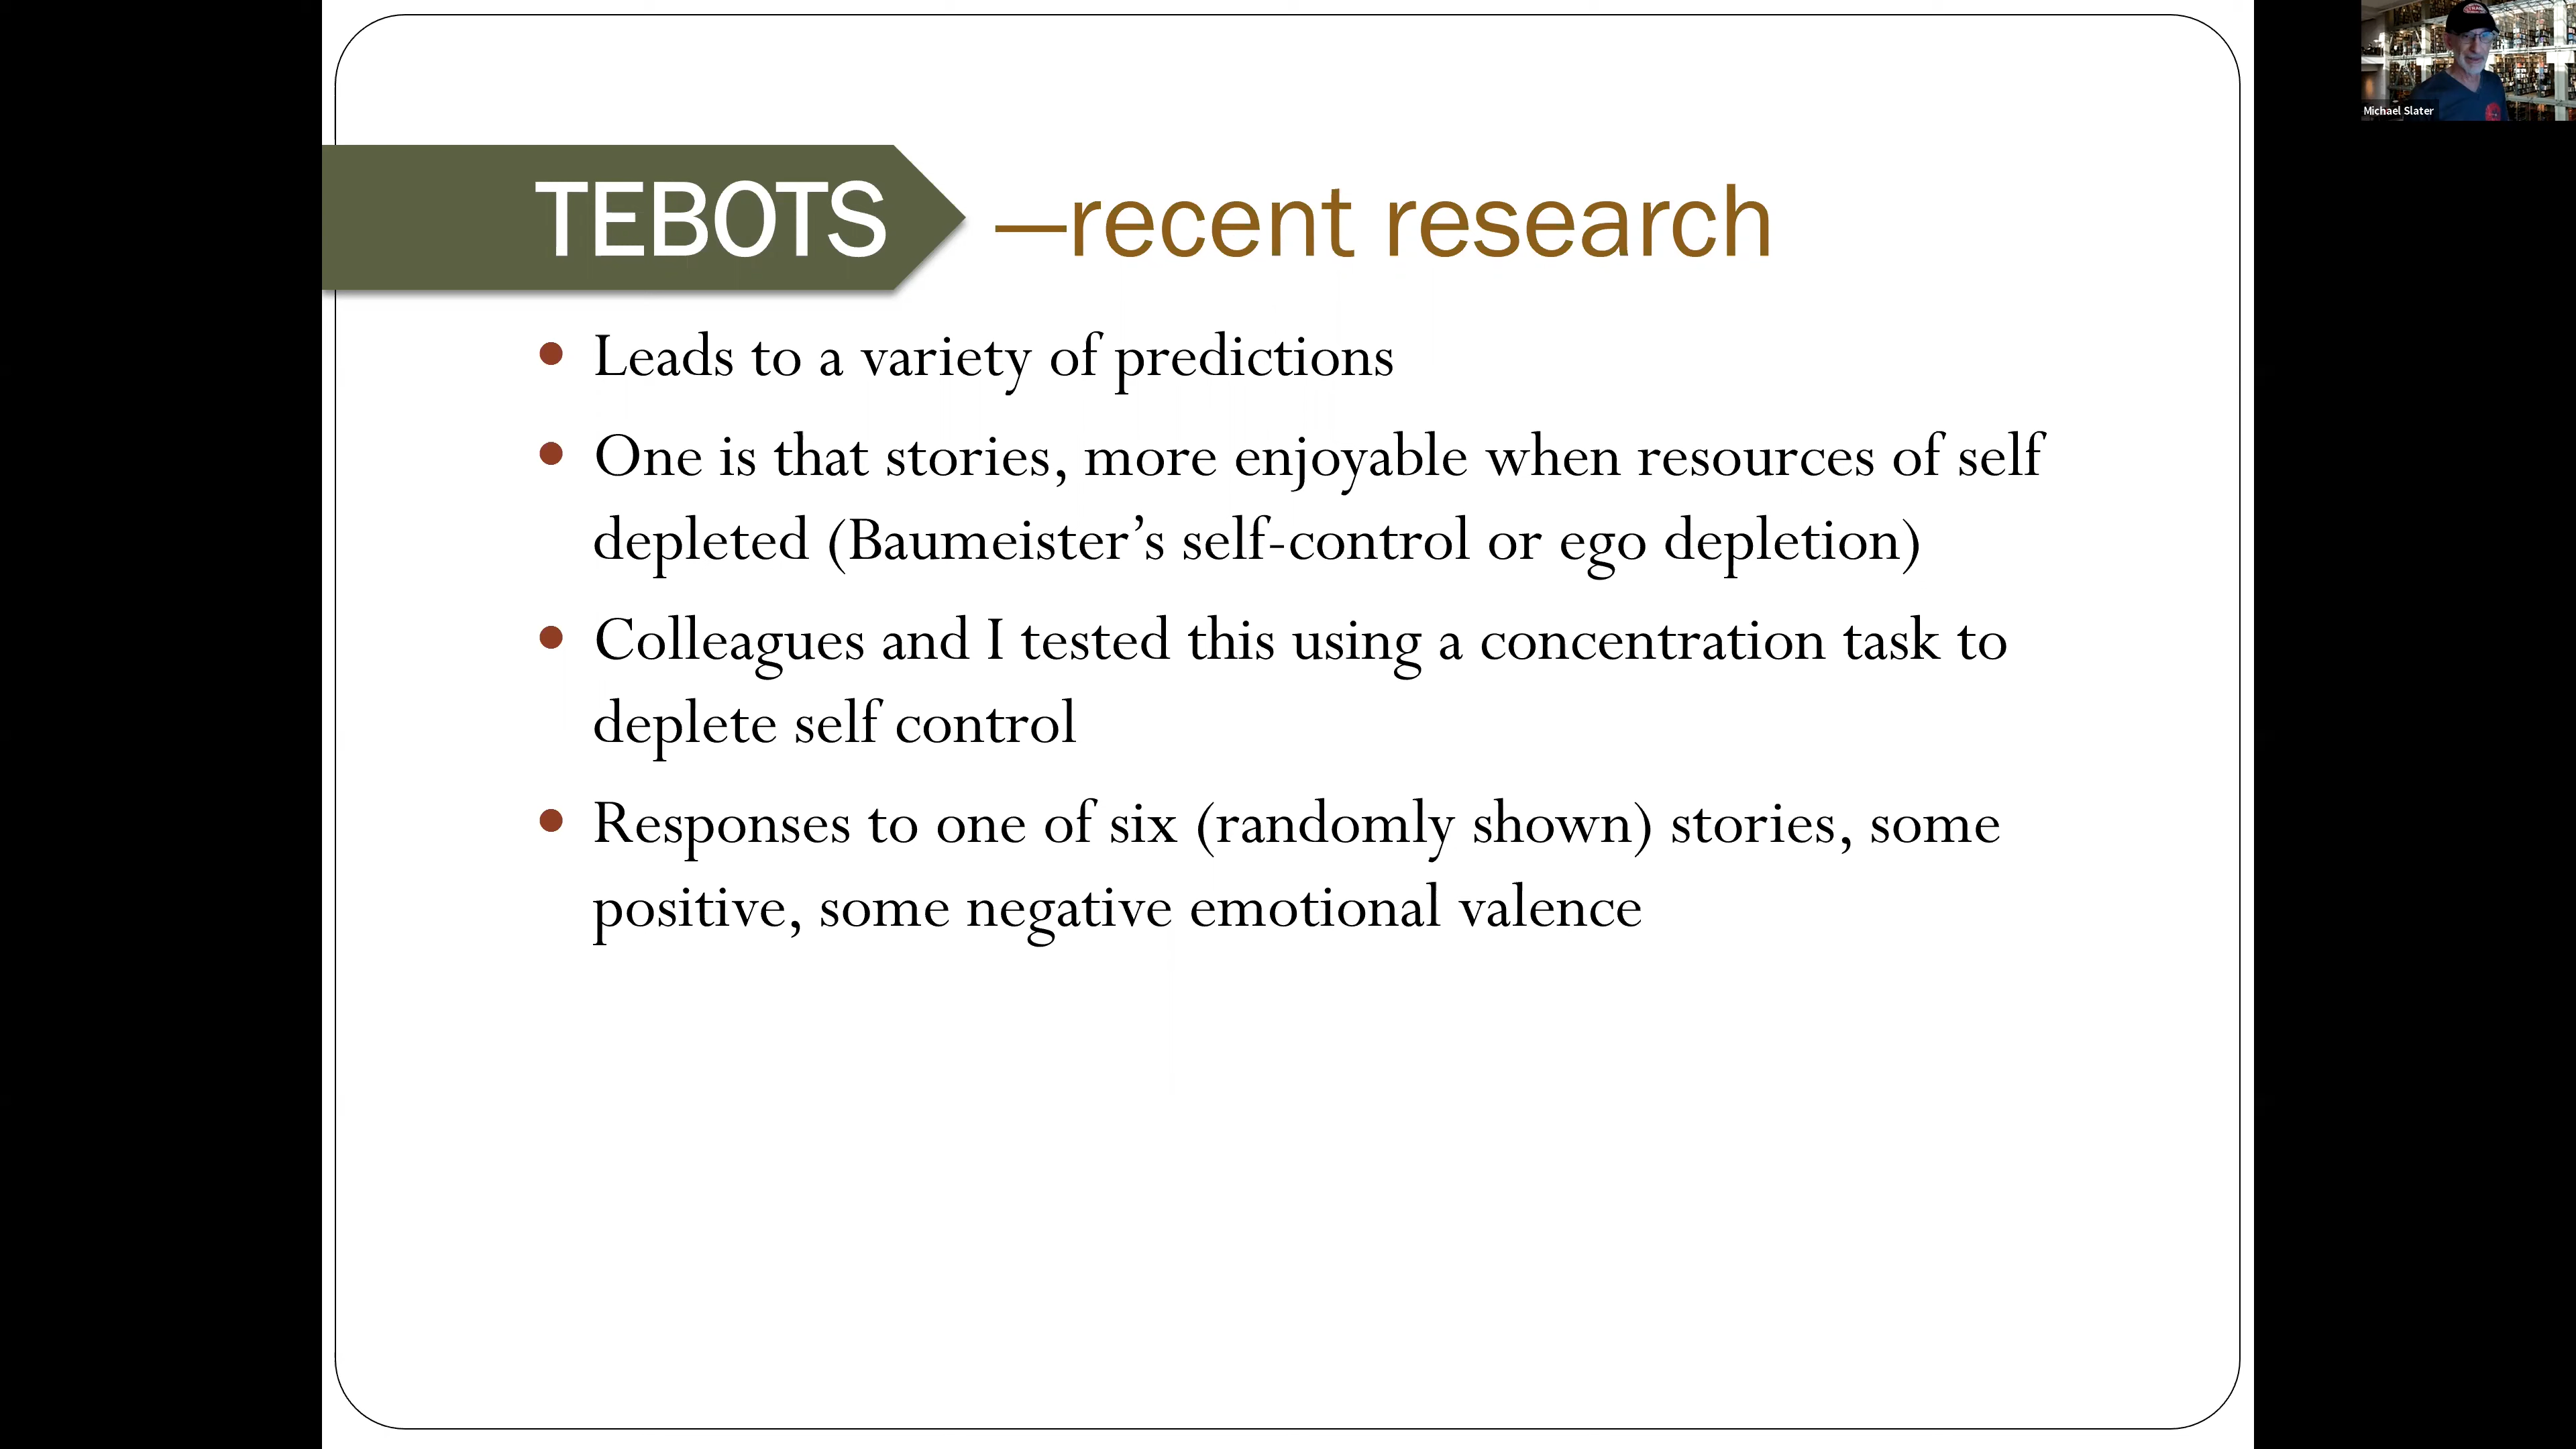 TEBOTS —recent research
Leads to a variety of predictions
One is that stories, more enjoyable when resources of self
depleted (Baumeister’s self-control or ego depletion)
Colleagues and I tested this using a concentration task to
deplete self control
Responses to one of six (randomly shown) stories, some
positive, some negative emotional valence
Michael Slater